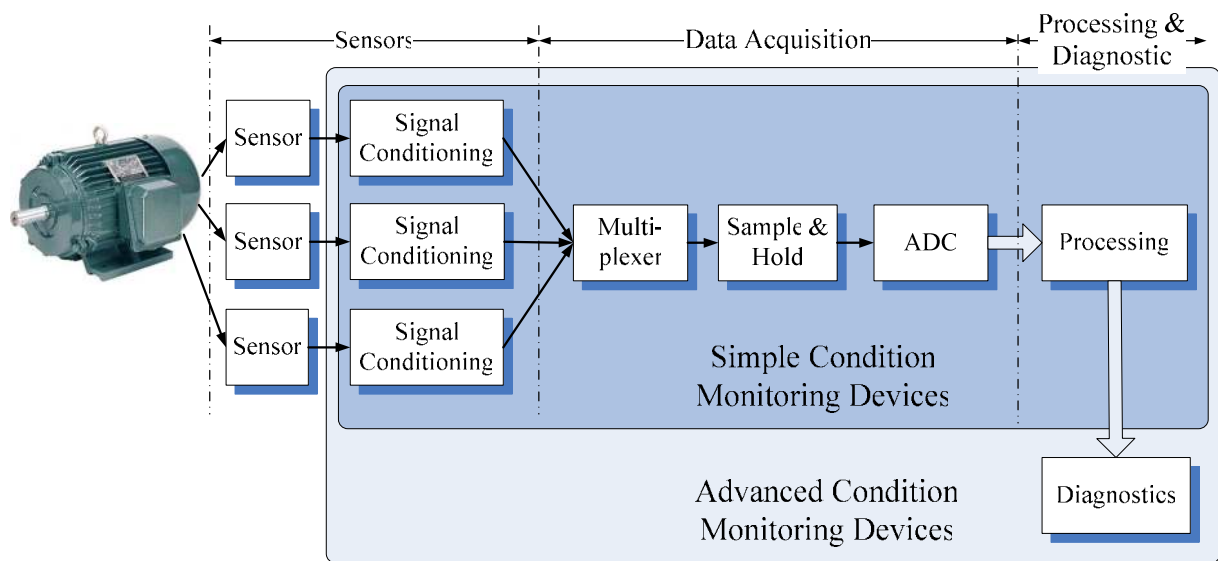 Sensors
Data Acquisition
Processing &
Diagnostic
Sensor
Signal
Conditioning
Sensor
Signal
Conditioning
Sensor
Signal
Conditioning
Multi-
plexer
Sample &
Hold
ADC
Processing
Simple Condition
Monitoring Devices
Diagnostics
Advanced Condition
Monitoring Devices